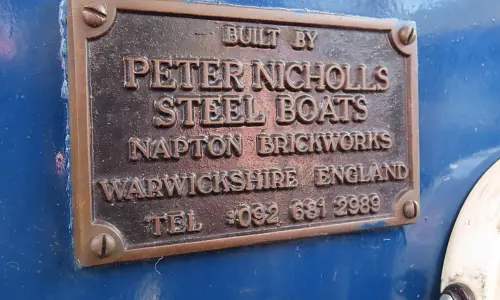 BUILT BY
PETER NICHOLLS
STEEL BOATS
NAPTON BRICKWORKS
WARWICKSHIRE ENGLAND
TEL 092 681 2989